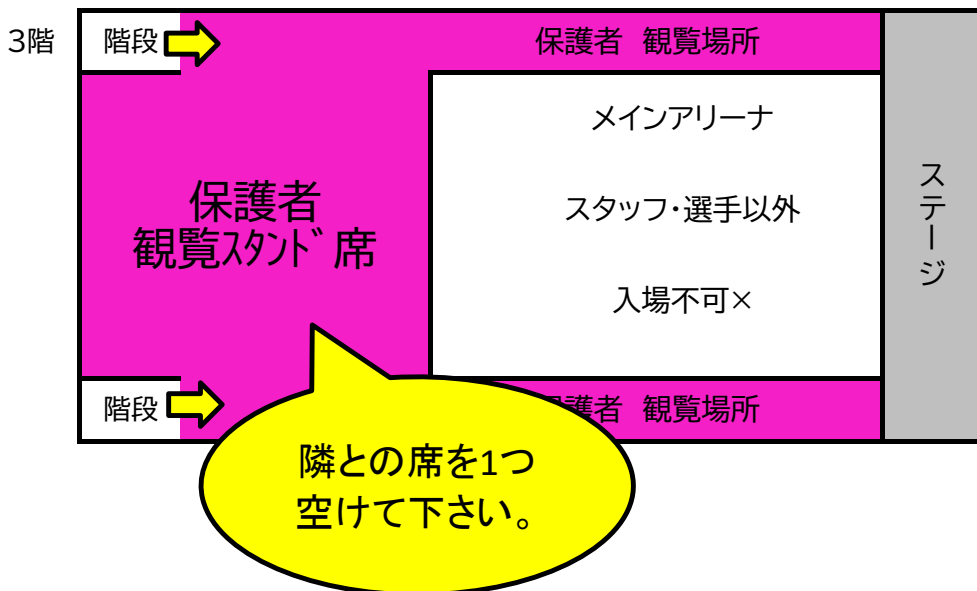 3階
階段
保護者 観覧場所
メインアリーナ
スタッフ・選手以外
入場不可×
ステージ
保護者
観覧スタンド席
階段
護者 観覧場所
隣との席を1つ
空けて下さい。